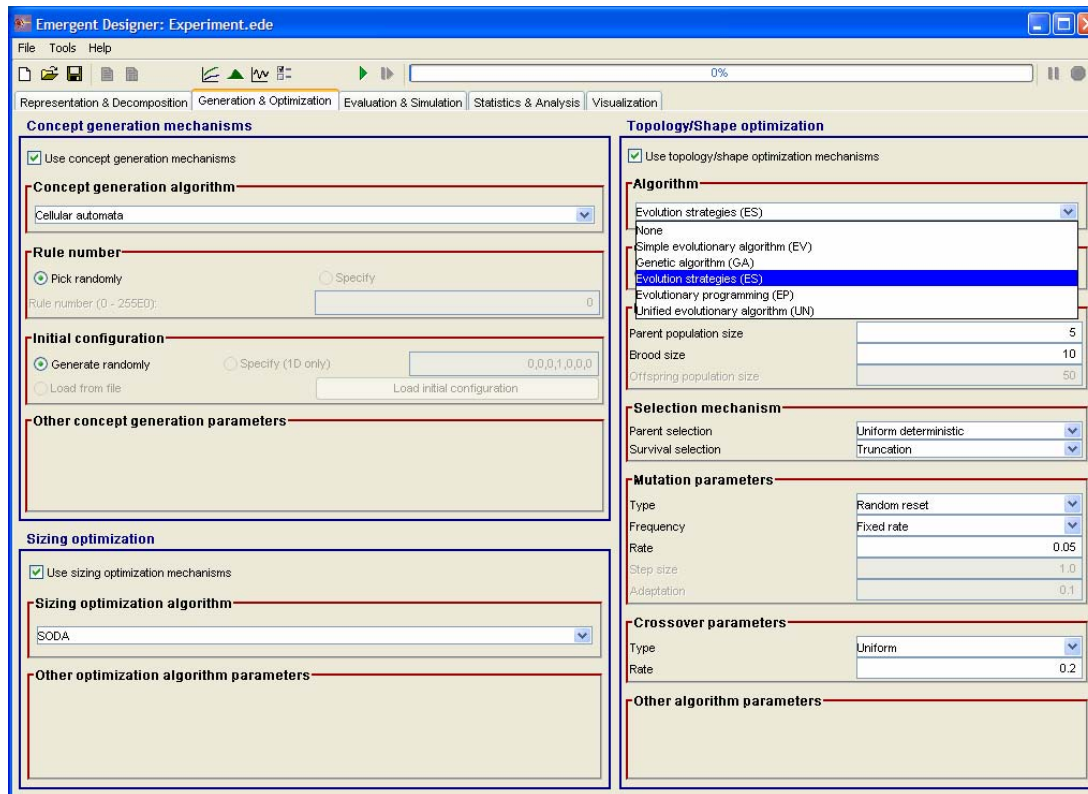 Emergent Designer: Experiment.ede
File Tools Help
0%
Representation & Decomposition Generation & Optimization Evaluation & Simulation Statistics & Analysis Visualization
Concept generation mechanisms
Use concept generation mechanisms
Concept generation algorithm
Cellular automata
Rule number
Pick randomly Specify
Rule number (0 - 255E0): 0
Initial configuration
Generate randomly Specify (1D only) 0,0,0,1,0,0,0
Load from file Load initial configuration
Other concept generation parameters
Sizing optimization
Use sizing optimization mechanisms
Sizing optimization algorithm
SODA
Other optimization algorithm parameters
Topology/Shape optimization
Use topology/shape optimization mechanisms
Algorithm
Evolution strategies (ES)
None
Simple evolutionary algorithm (EV)
Genetic algorithm (GA)
Evolution strategies (ES)
Evolutionary programming (EP)
Unified evolutionary algorithm (UN)
Parent population size 5
Brood size 10
Offspring population size 50
Selection mechanism
Parent selection Uniform deterministic
Survival selection Truncation
Mutation parameters
Type Random reset
Frequency Fixed rate
Rate 0.05
Step size 1.0
Adaptation 0.1
Crossover parameters
Type Uniform
Rate 0.2
Other algorithm parameters